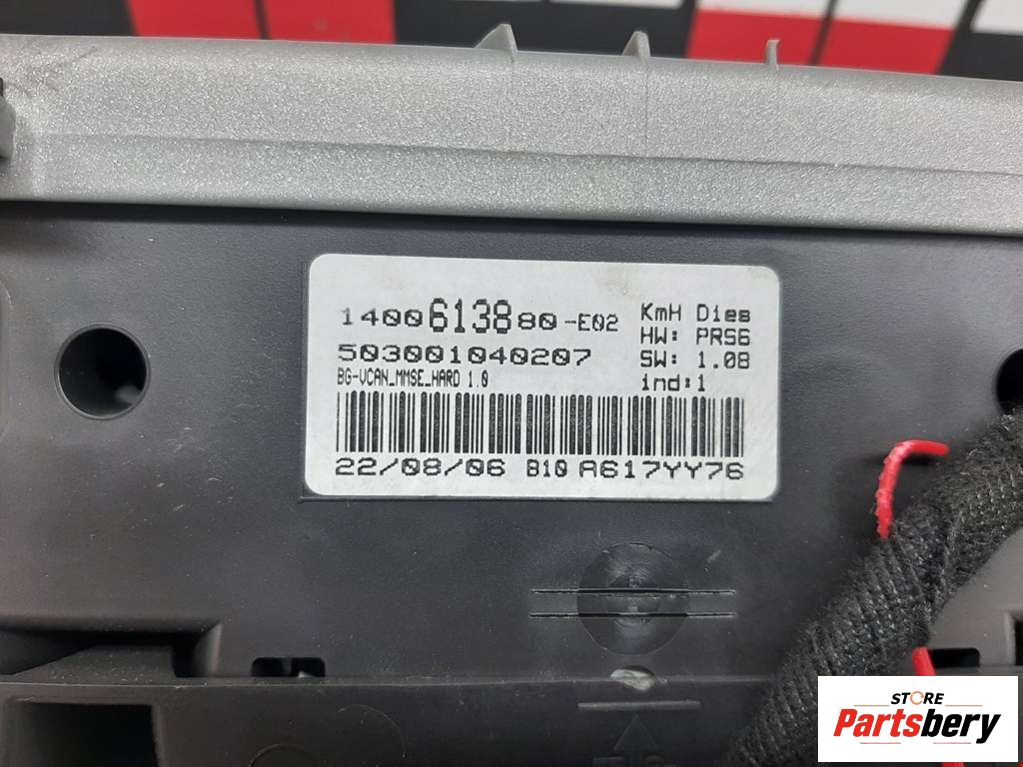 1400613880-E02
503001040207
BG-VCAN_MMSE_HARD 1.0
22/08/06 B10 A617YY76
KmH Dies
HW: PRS6
SW: 1.08
ind:1
STORE
Partsbery